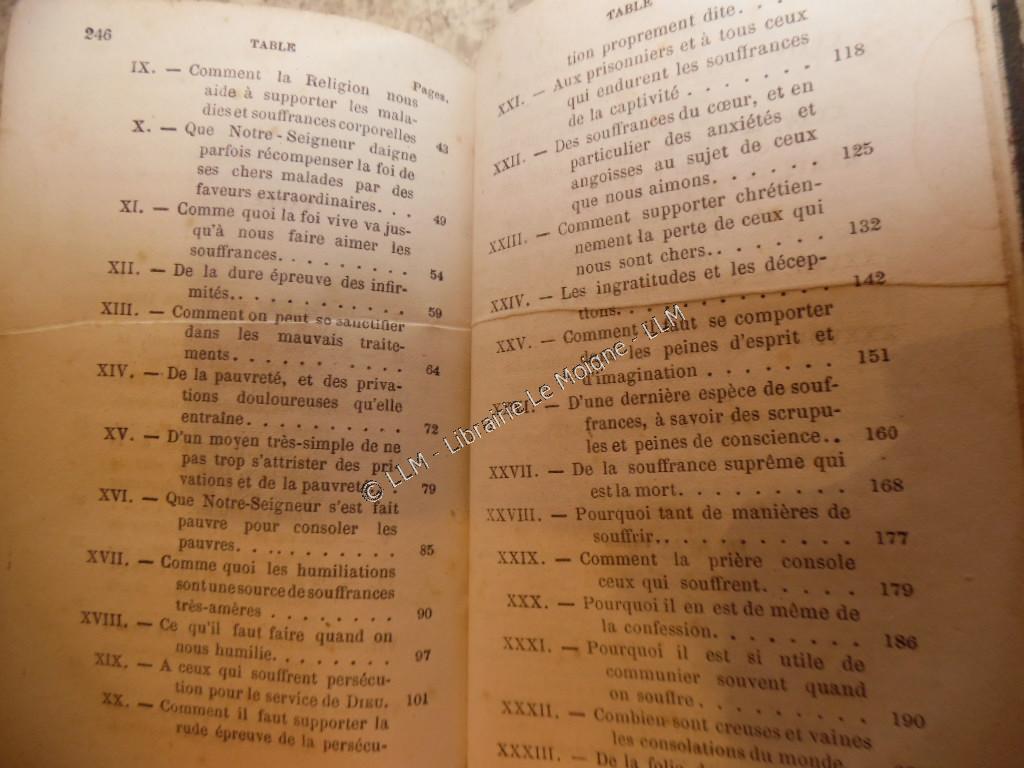 246
TABLE
Pages.
IX. — Comment la Religion nous
aide à supporter les mala-
dies et souffrances corporelles 43
X. — Que Notre-Seigneur daigne
parfois récompenser la foi de
ses chers malades par des
faveurs extraordinaires. . . 49
XI. — Comme quoi la foi vive va jus-
qu'à nous faire aimer les
souffrances. . . . . . . . . 54
XII. — De la dure épreuve des infir-
mités. . . . . . . . . . . 59
XIII. — Comment on peut se sanctifier
dans les mauvais traite-
ments . . . . . . . . . . 64
XIV. — De la pauvreté, et des priva-
tions douloureuses qu'elle
entraîne. . . . . . . . . . 72
XV. — D'un moyen très-simple de ne
pas trop s'attrister des pri-
vations et de la pauvreté. . 79
XVI. — Que Notre-Seigneur s'est fait
pauvre pour consoler les
pauvres. . . . . . . . . . 85
XVII. — Comme quoi les humiliations
sont une source de souffrances
très-amères . . . . . . . . 90
XVIII. — Ce qu'il faut faire quand on
nous humilie. . . . . . . . 97
XIX. — A ceux qui souffrent persécu-
tion pour le service de DIEU. 101
XX. — Comment il faut supporter la
rude épreuve de la persécu-
TABLE
tion proprement dite. . .
XXI. — Aux prisonniers et à tous ceux
qui endurent les souffrances
de la captivité . . . . . . . 118
XXII. — Des souffrances du cœur, et en
particulier des anxiétés et
angoisses au sujet de ceux
que nous aimons. . . . . . 125
XXIII. — Comment supporter chrétien-
nement la perte de ceux qui
nous sont chers. . . . . . . 132
XXIV. — Les ingratitudes et les décep-
tions. . . . . . . . . . . 142
XXV. — Comment il faut se comporter
dans les peines d'esprit et
d'imagination . . . . . . . 151
— D'une dernière espèce de souf-
frances, à savoir des scrupu-
les et peines de conscience. . 160
XXVII. — De la souffrance suprême qui
est la mort. . . . . . . . . 168
XXVIII. — Pourquoi tant de manières de
souffrir. . . . . . . . . . . 177
XXIX. — Comment la prière console
ceux qui souffrent. . . . . . 179
XXX. — Pourquoi il en est de même de
la confession. . . . . . . . 186
XXXI. — Pourquoi il est si utile de
communier souvent quand
on souffre. . . . . . . . . 190
XXXII. — Combien sont creuses et vaines
les consolations du monde
XXXIII. — De la folie
© LLM - Librairie Le Moigne - LLM